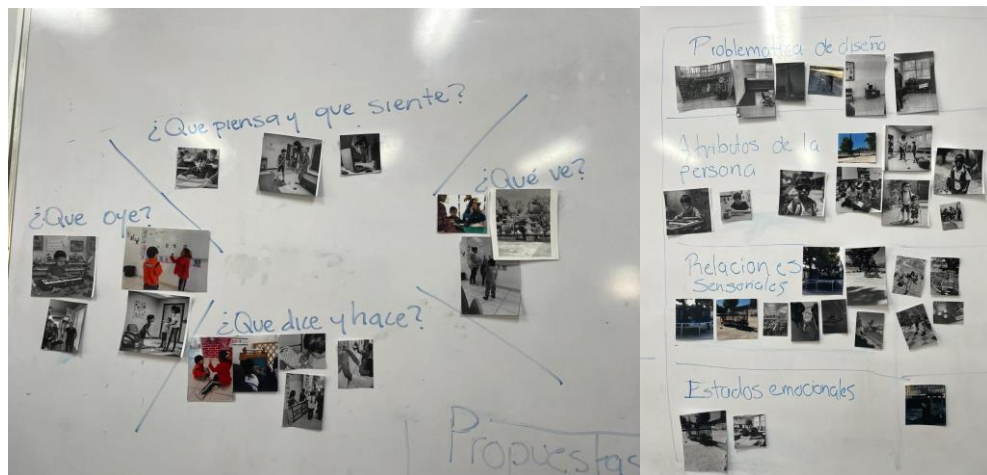 ¿Que piensa y que siente?
¿Qué ve?
¿Que oye?
¿Que dice y hace?
Propuestas
Problematica de diseño
Atributos de la
persona
Relaciones
sensoriales
Estados emocionales